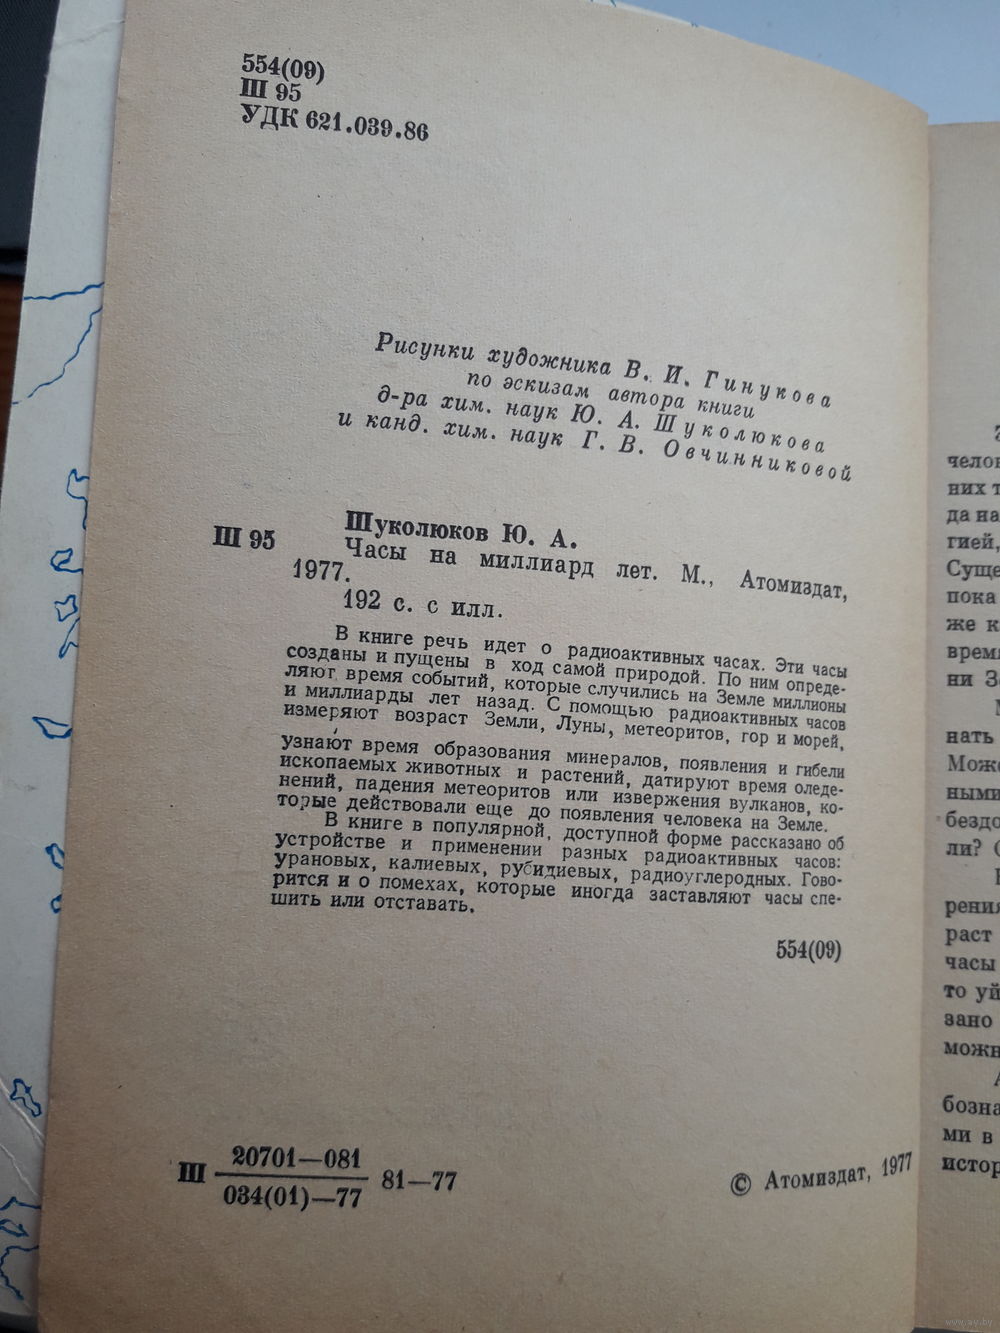 554(09)
Ш 95
УДК 621.039.86
Рисунки художника В. И. Гинукова
по эскизам автора книги
д-ра хим. наук Ю. А. Шуколюкова
и канд. хим. наук Г. В. Овчинниковой
Шуколюков Ю. А.
Ш 95
Часы на миллиард лет. М., Атомиздат,
1977.
192 с. с илл.
В книге речь идет о радиоактивных часах. Эти часы
созданы и пущены в ход самой природой. По ним опреде-
ляют время событий, которые случились на Земле миллионы
и миллиарды лет назад. С помощью радиоактивных часов
измеряют возраст Земли, Луны, метеоритов, гор и морей,
узнают время образования минералов, появления и гибели
ископаемых животных и растений, датируют время оледе-
нений, падения метеоритов или извержения вулканов, ко-
торые действовали еще до появления человека на Земле.
В книге в популярной, доступной форме рассказано об
устройстве и применении разных радиоактивных часов:
урановых, калиевых, рубидиевых, радиоуглеродных. Гово-
рится и о помехах, которые иногда заставляют часы спе-
шить или отставать.
554(09)
Ш 20701—081
034(01)—77 81—77
© Атомиздат, 1977
них т
да на
гией,
Суще
пока
же к
врем
ни З
нать
Може
ными
бездо
ли? С
рения
раст
часы
то уй
зано
можн
бозна
ми в
истор
www.ay.by